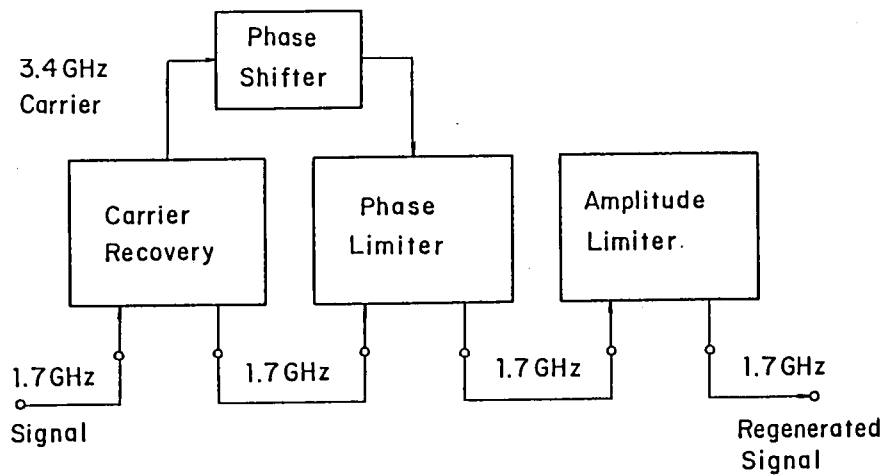 Phase
Shifter
3.4 GHz
Carrier
Carrier
Recovery
Phase
Limiter
Amplitude
Limiter.
1.7 GHz
1.7 GHz
1.7 GHz
1.7 GHz
Signal
Regenerated
Signal